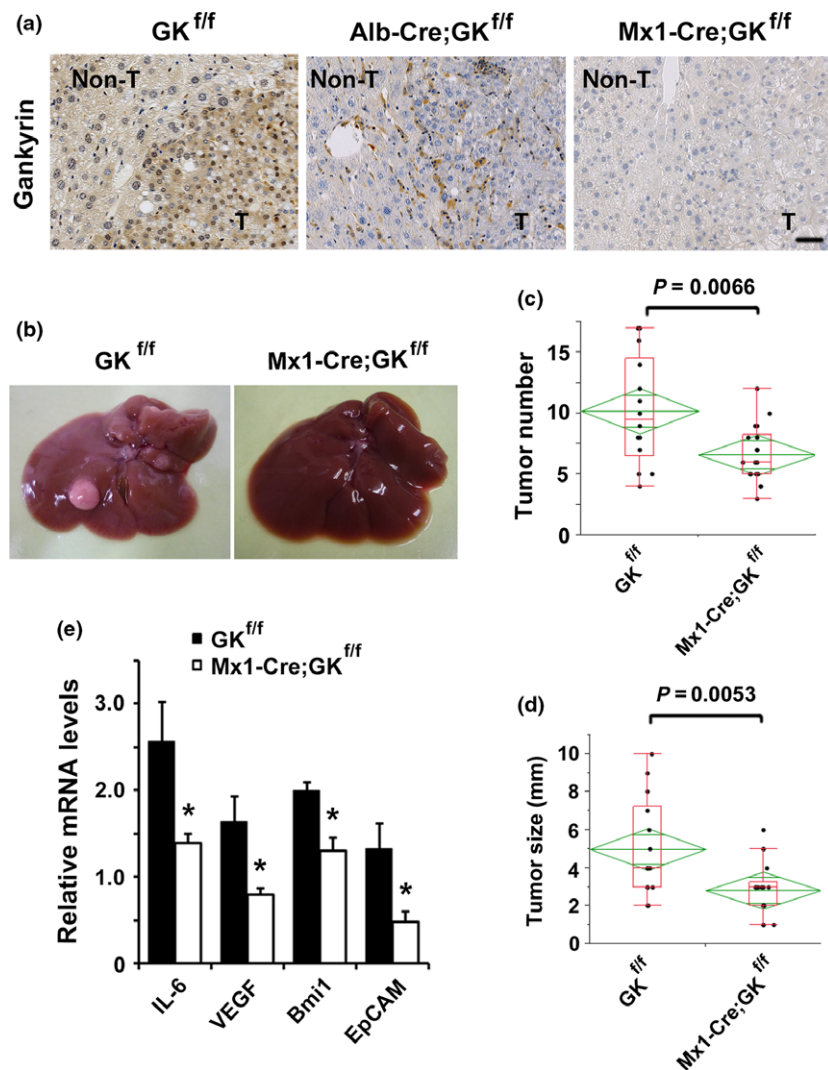 (a)
GK f/f
Alb-Cre;GK f/f
Mx1-Cre;GK f/f
Gankyrin
Non-T
T
Non-T
T
Non-T
T
(b)
GK f/f
Mx1-Cre;GK f/f
(c)
P = 0.0066
Tumor number
15
10
5
0
GK f/f
Mx1-Cre;GK f/f
(e)
GK f/f
Mx1-Cre;GK f/f
Relative mRNA levels
3.0
2.0
1.0
.0
*
*
*
*
IL-6
VEGF
Bmi1
EpCAM
(d)
P = 0.0053
Tumor size (mm)
10
8
6
4
2
0
GK f/f
Mx1-Cre;GK f/f